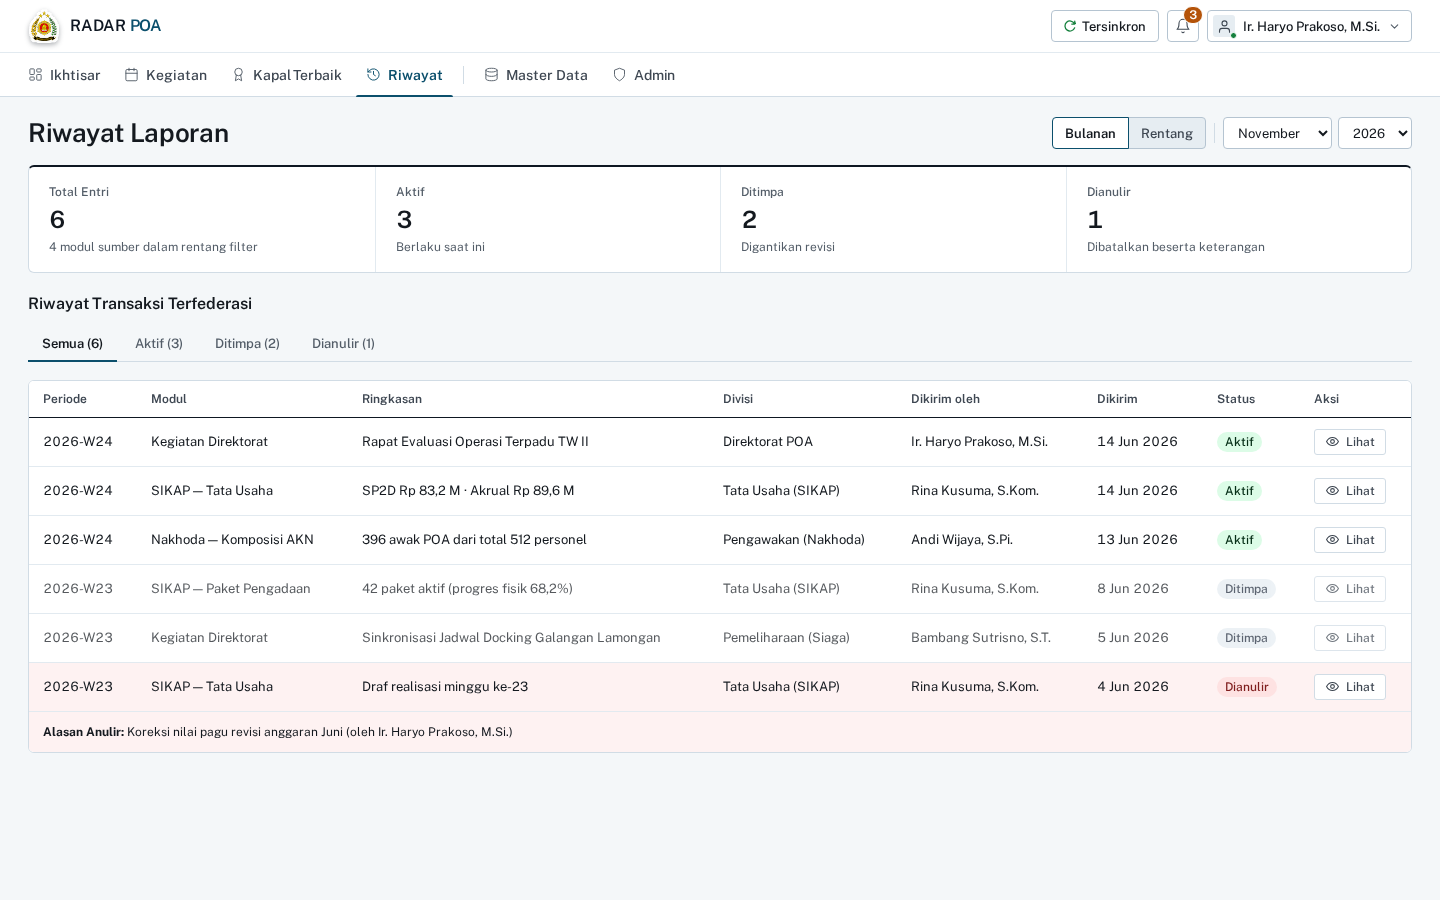 RADAR POA
Tersinkron
3
Ir. Haryo Prakoso, M.Si.
Ikhtisar
Kegiatan
Kapal Terbaik
Riwayat
Master Data
Admin
Riwayat Laporan
Bulanan
Rentang
November
2026
Total Entri
6
4 modul sumber dalam rentang filter
Aktif
3
Berlaku saat ini
Ditimpa
2
Digantikan revisi
Dianulir
1
Dibatalkan beserta keterangan
Riwayat Transaksi Terfederasi
Semua (6) Aktif (3) Ditimpa (2) Dianulir (1)
Periode Modul Ringkasan Divisi Dikirim oleh Dikirim Status Aksi
2026-W24 Kegiatan Direktorat Rapat Evaluasi Operasi Terpadu TW II Direktorat POA Ir. Haryo Prakoso, M.Si. 14 Jun 2026 Aktif Lihat
2026-W24 SIKAP — Tata Usaha SP2D Rp 83,2 M · Akrual Rp 89,6 M Tata Usaha (SIKAP) Rina Kusuma, S.Kom. 14 Jun 2026 Aktif Lihat
2026-W24 Nakhoda — Komposisi AKN 396 awak POA dari total 512 personel Pengawakan (Nakhoda) Andi Wijaya, S.Pi. 13 Jun 2026 Aktif Lihat
2026-W23 SIKAP — Paket Pengadaan 42 paket aktif (progres fisik 68,2%) Tata Usaha (SIKAP) Rina Kusuma, S.Kom. 8 Jun 2026 Ditimpa Lihat
2026-W23 Kegiatan Direktorat Sinkronisasi Jadwal Docking Galangan Lamongan Pemeliharaan (Siaga) Bambang Sutrisno, S.T. 5 Jun 2026 Ditimpa Lihat
2026-W23 SIKAP — Tata Usaha Draf realisasi minggu ke-23 Tata Usaha (SIKAP) Rina Kusuma, S.Kom. 4 Jun 2026 Dianulir Lihat
Alasan Anulir: Koreksi nilai pagu revisi anggaran Juni (oleh Ir. Haryo Prakoso, M.Si.)